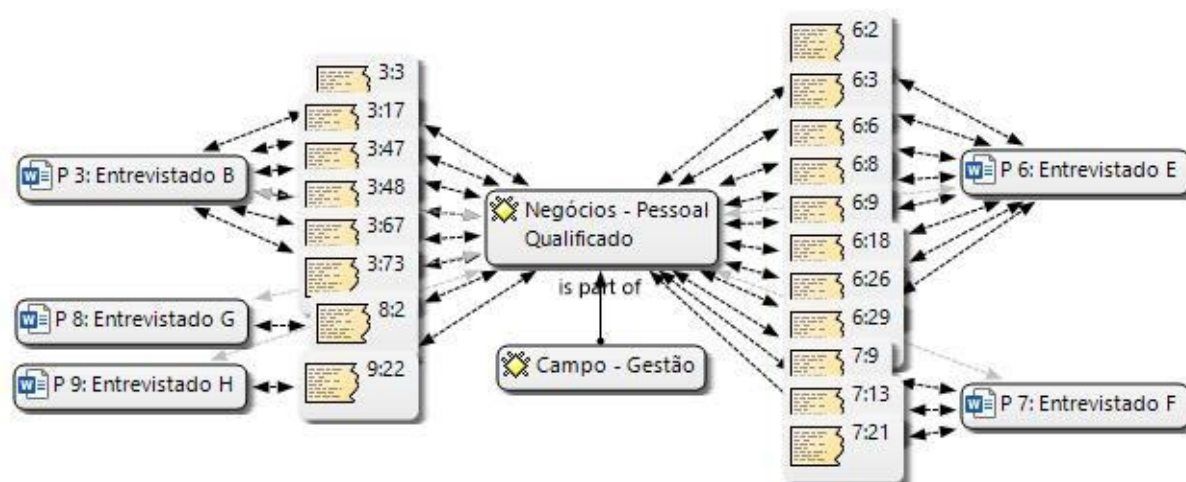 3:3
3:17
3:47
3:48
3:67
3:73
8:2
9:22
P 3: Entrevistado B
P 8: Entrevistado G
P 9: Entrevistado H
Negócios - Pessoal
Qualificado
is part of
Campo - Gestão
6:2
6:3
6:6
6:8
6:9
6:18
6:26
6:29
7:9
7:13
7:21
P 6: Entrevistado E
P 7: Entrevistado F